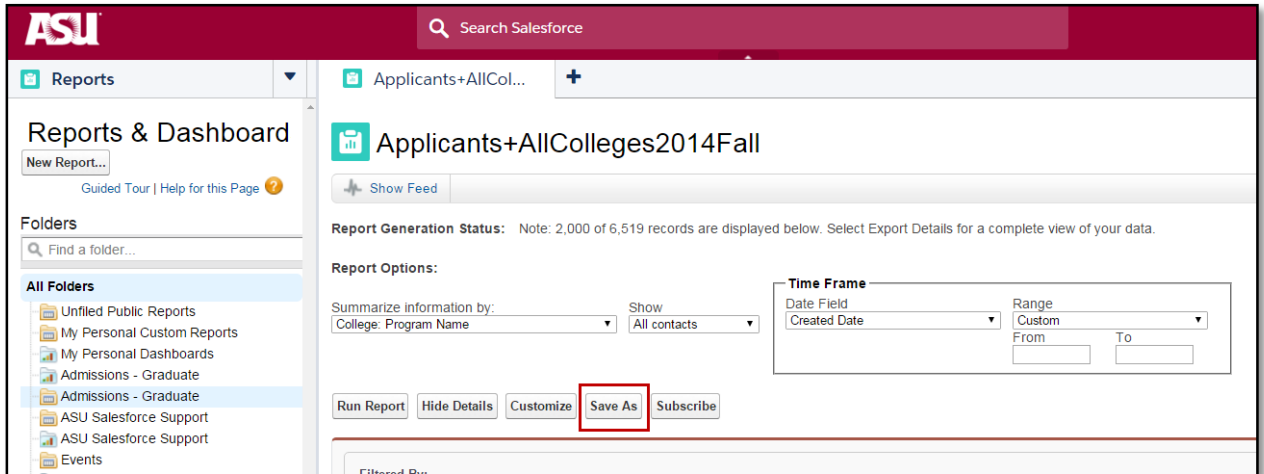 ASU
Search Salesforce
Reports
Applicants+AllCol...
Reports & Dashboard
New Report...
Guided Tour | Help for this Page
Folders
Find a folder...
All Folders
Unfiled Public Reports
My Personal Custom Reports
My Personal Dashboards
Admissions - Graduate
Admissions - Graduate
ASU Salesforce Support
ASU Salesforce Support
Events
Applicants+AllColleges2014Fall
Show Feed
Report Generation Status: Note: 2,000 of 6,519 records are displayed below. Select Export Details for a complete view of your data.
Report Options:
Summarize information by:
College: Program Name
Show
All contacts
Time Frame
Date Field
Created Date
Range
Custom
From To
Run Report Hide Details Customize Save As Subscribe
Filtered By: